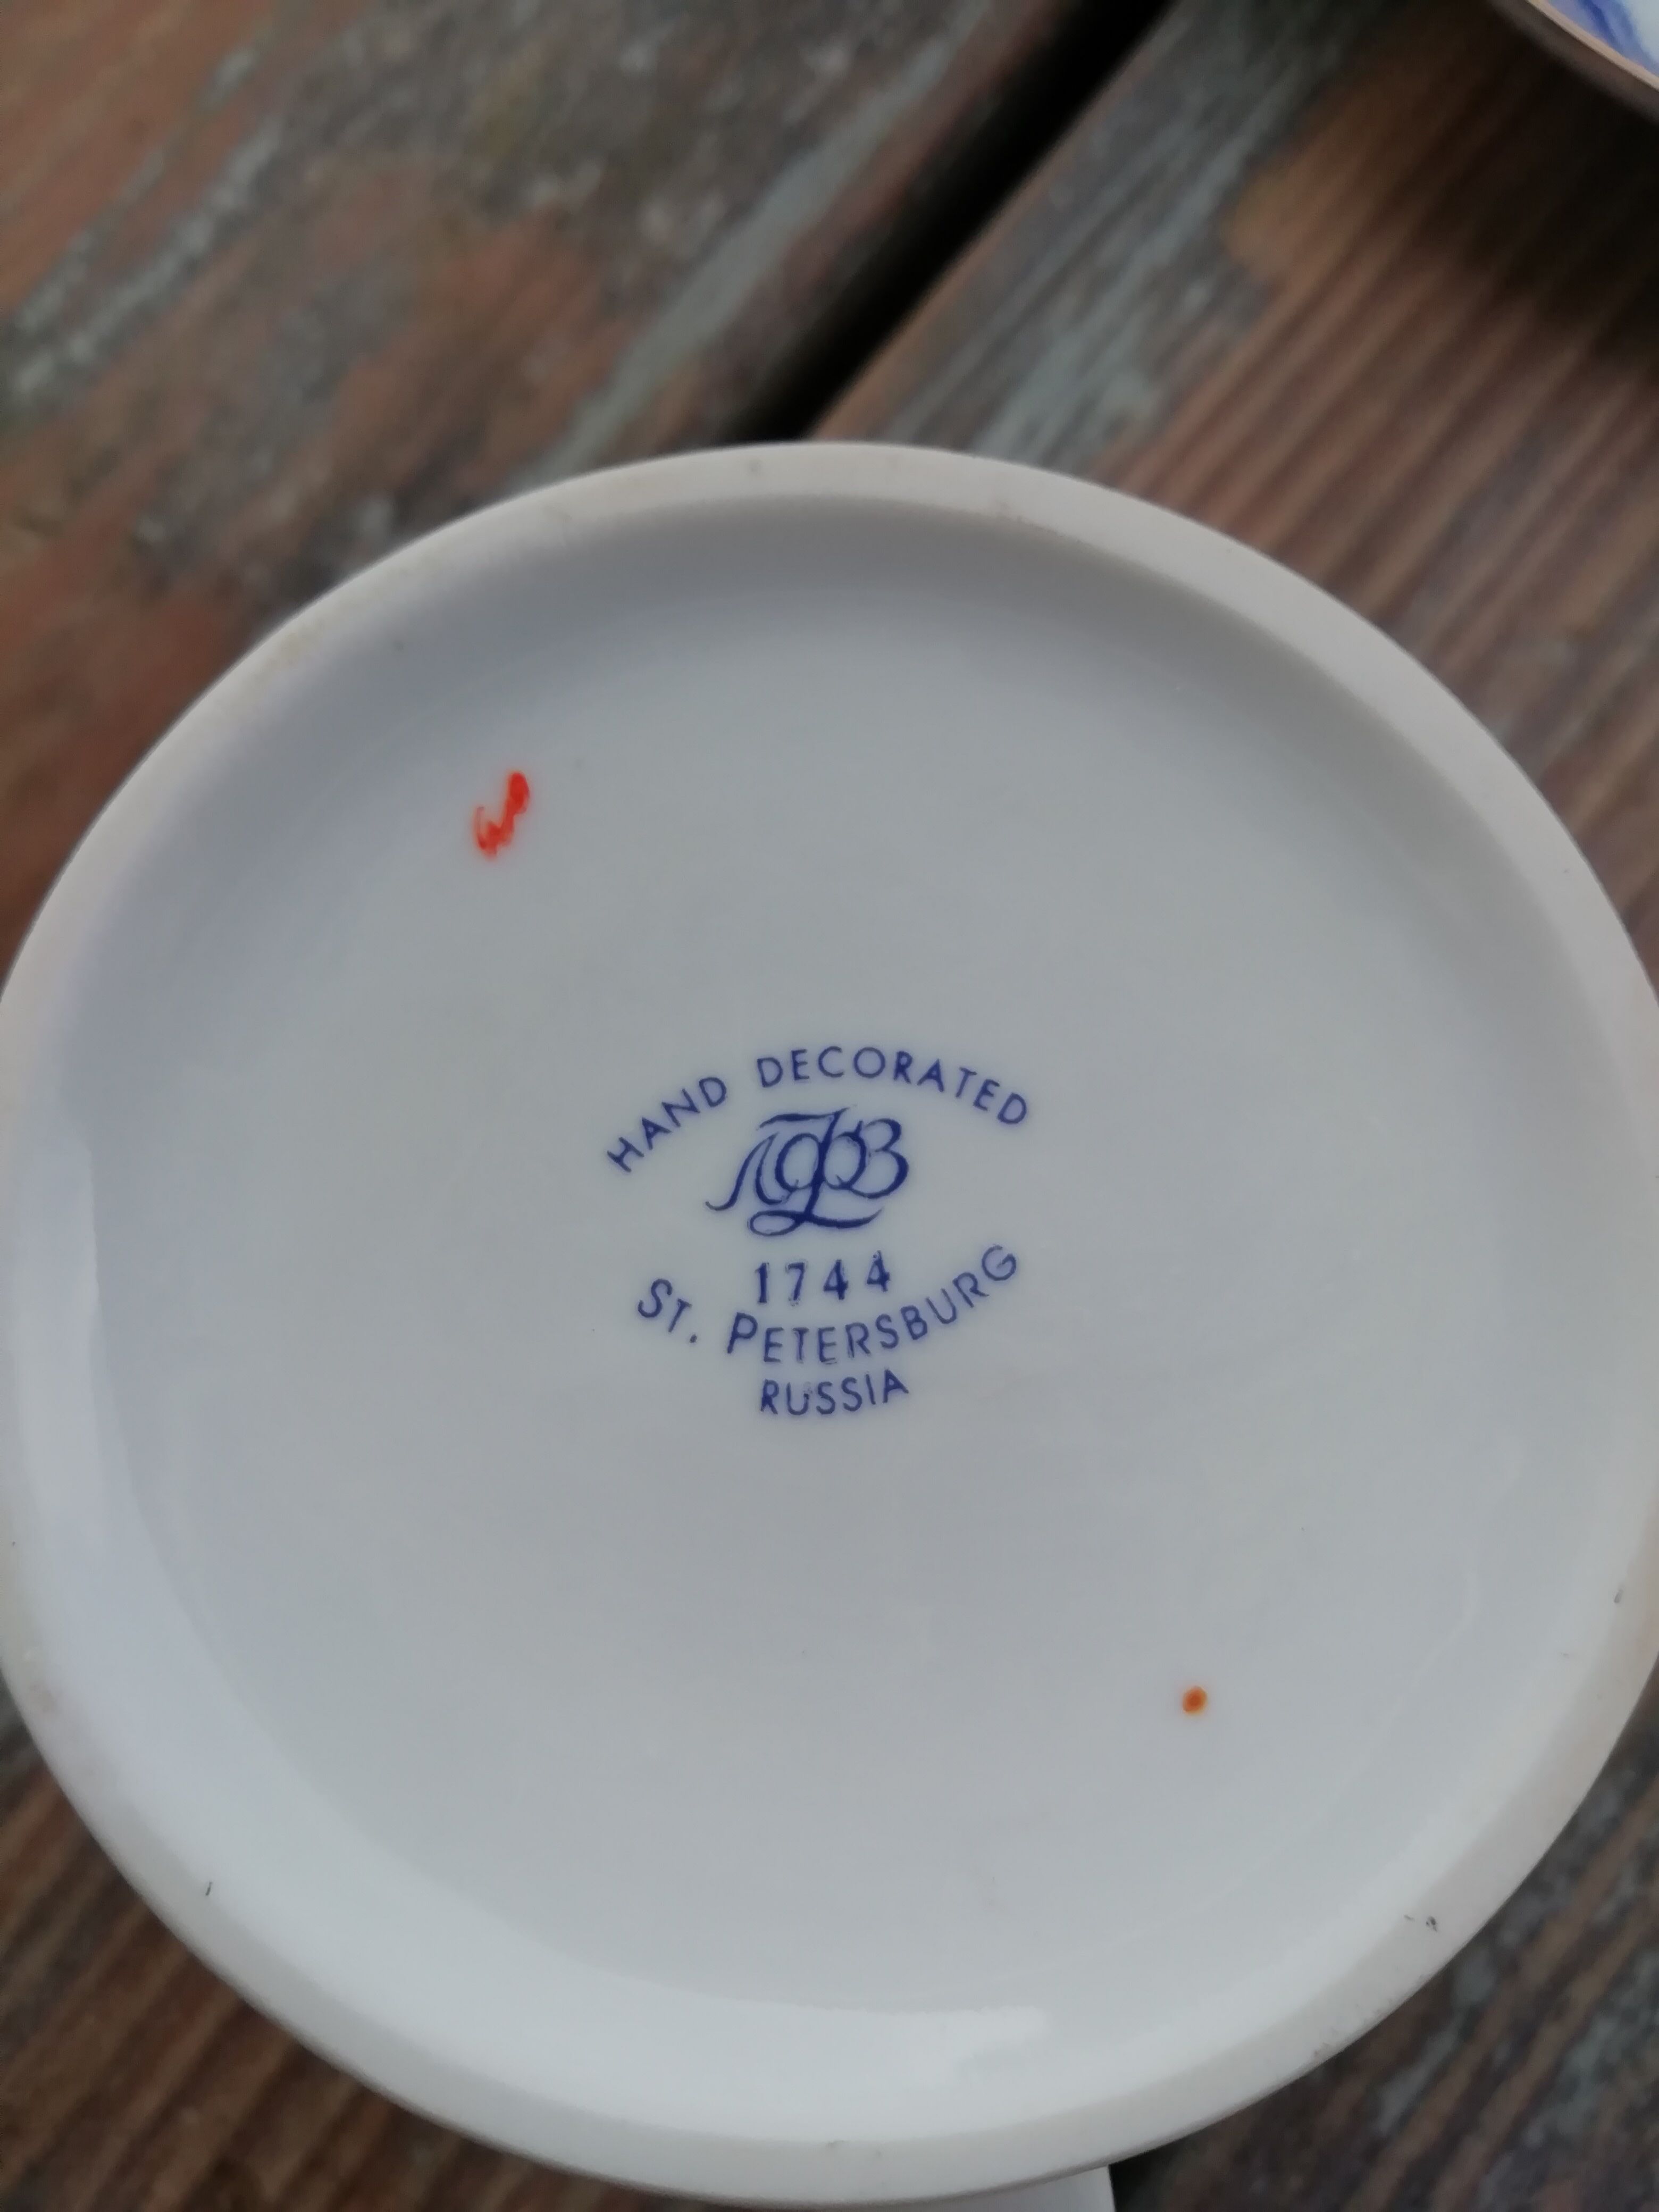 HAND DECORATED
ЛФЗ
1744
ST. PETERSBURG
RUSSIA